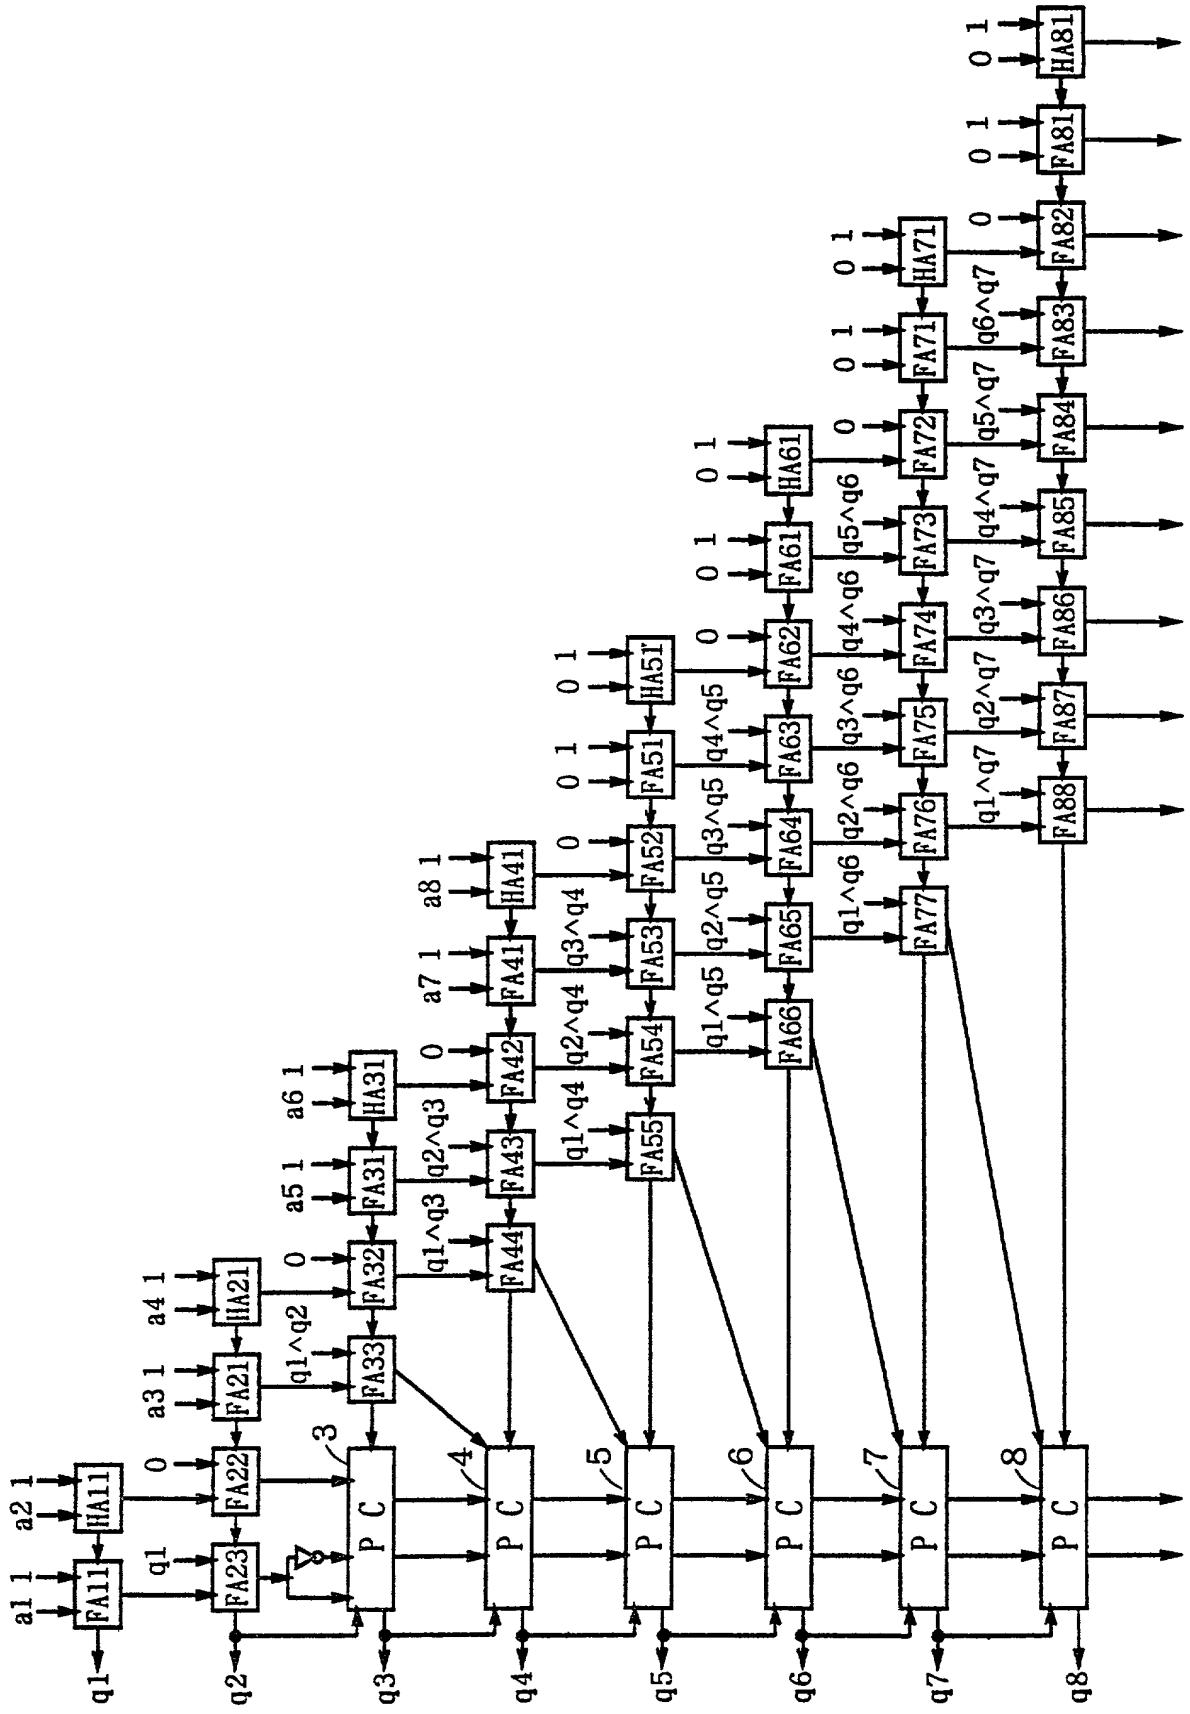 a1 1 a2 1
q1 FA11 HA11
q1 0 a3 1 a4 1
q2 FA23 FA22 FA21 HA21
3 q1^q2 0 a5 1 a6 1
q3 P C FA33 FA32 FA31 HA31
4 q1^q3 q2^q3 0 a7 1 a8 1
q4 P C FA44 FA43 FA42 FA41 HA41
5 q1^q4 q2^q4 q3^q4 0 0 1 0 1
q5 P C FA55 FA54 FA53 FA52 FA51 HA51'
6 q1^q5 q2^q5 q3^q5 q4^q5 0 0 1 0 1
q6 P C FA66 FA65 FA64 FA63 FA62 FA61 HA61
7 q1^q6 q2^q6 q3^q6 q4^q6 q5^q6 0 0 1 0 1
q7 P C FA77 FA76 FA75 FA74 FA73 FA72 FA71 HA71
8 q1^q7 q2^q7 q3^q7 q4^q7 q5^q7 q6^q7 0 0 1 0 1
q8 P C FA88 FA87 FA86 FA85 FA84 FA83 FA82 FA81 HA81